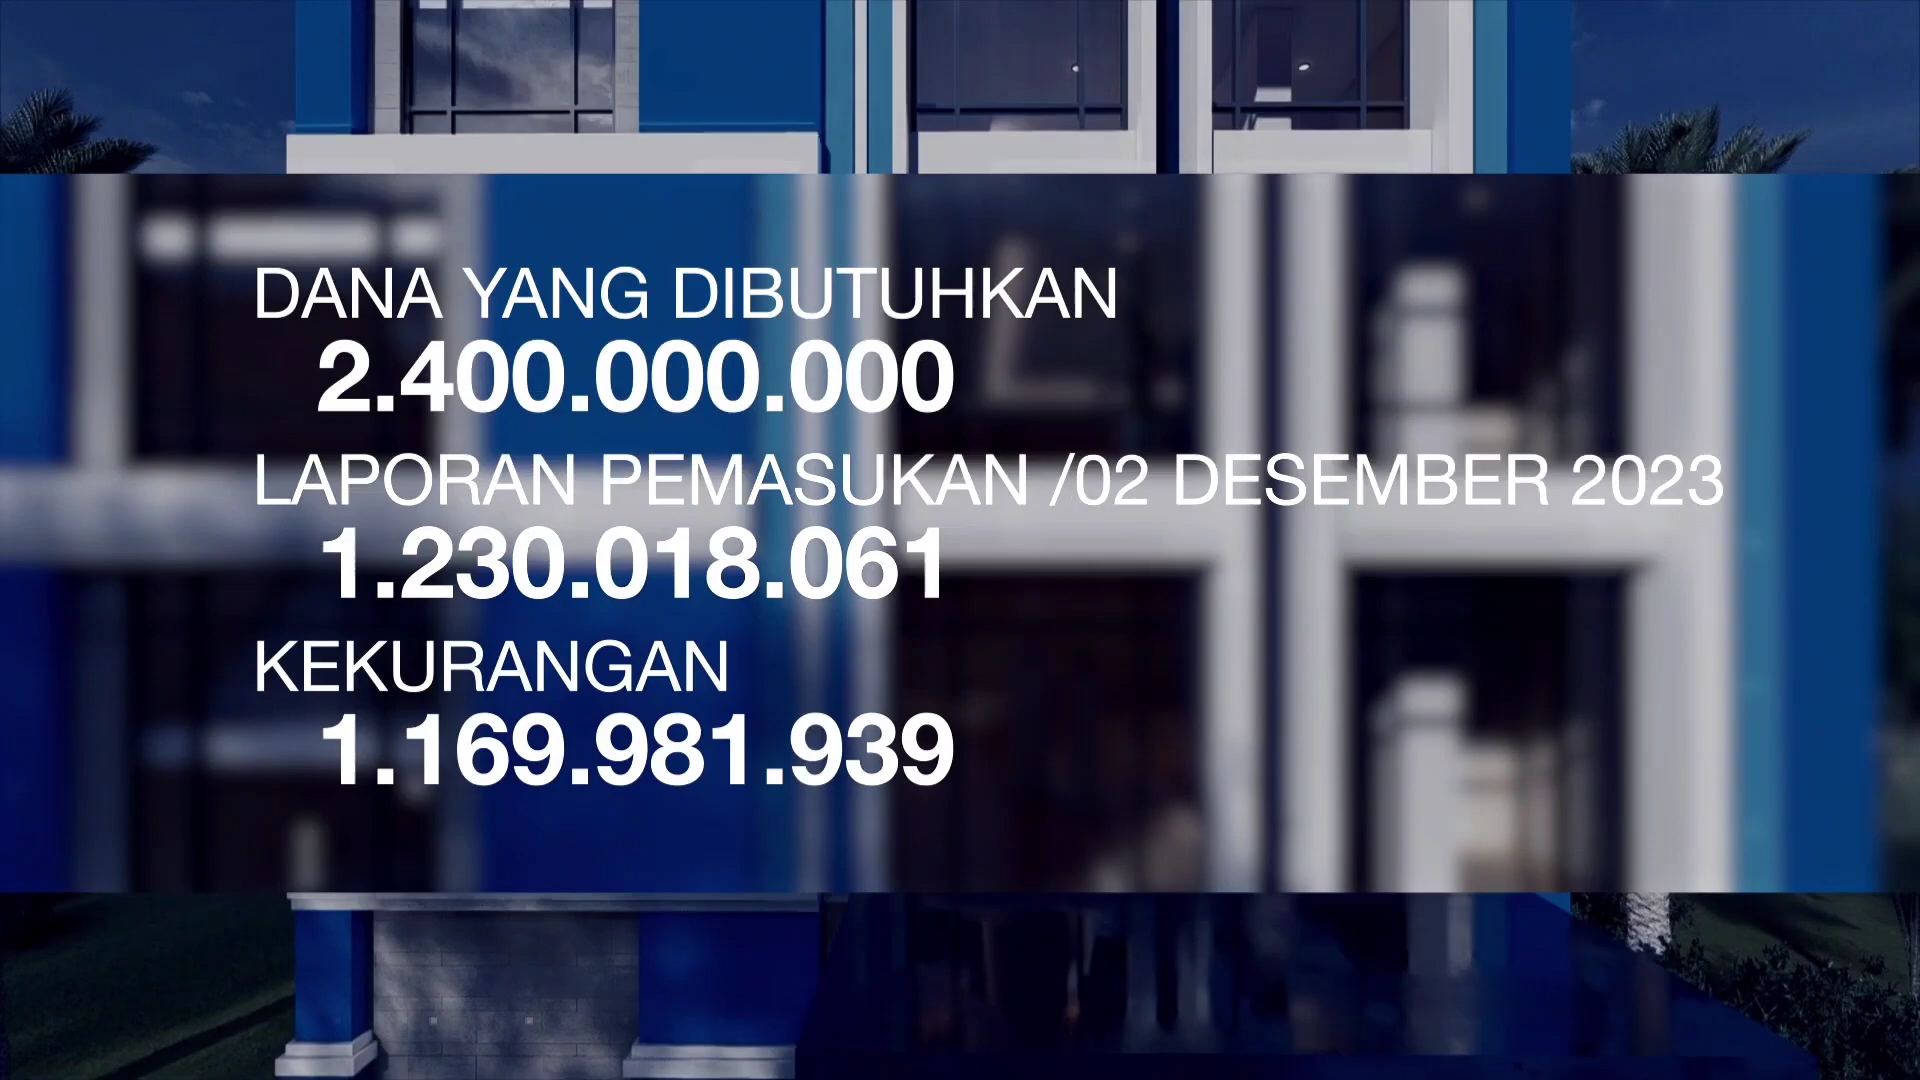 DANA YANG DIBUTUHKAN
2.400.000.000
LAPORAN PEMASUKAN /02 DESEMBER 2023
1.230.018.061
KEKURANGAN
1.169.981.939